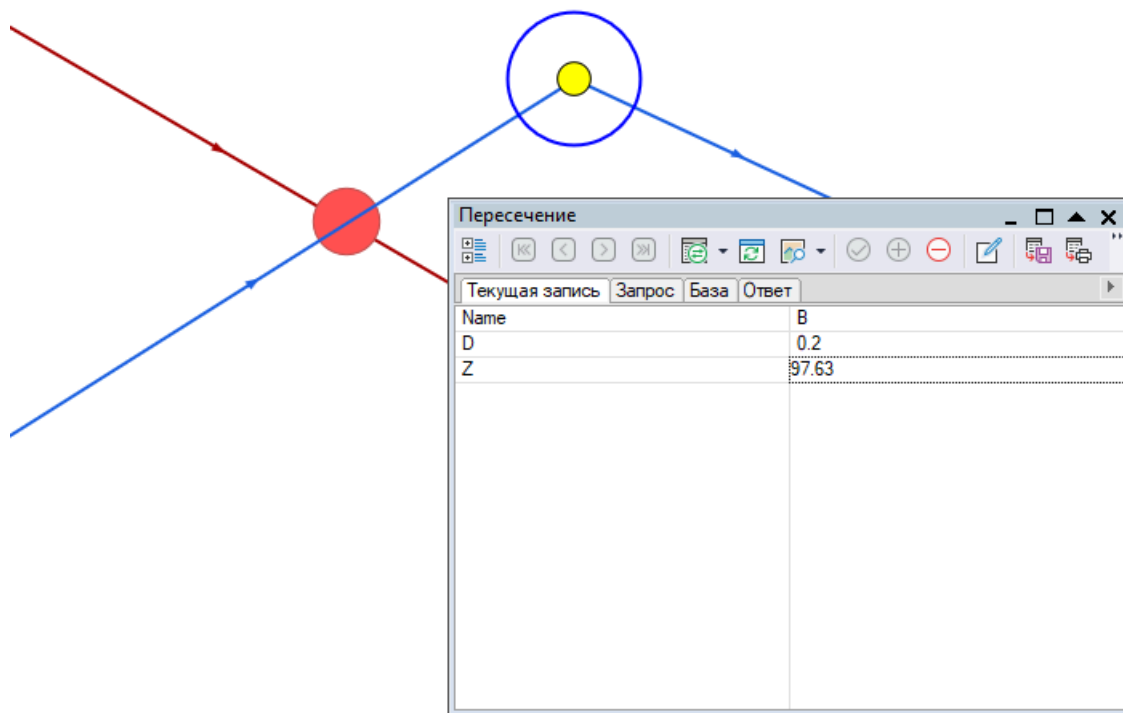 Пересечение
Текущая запись Запрос База Ответ
Name B
D 0.2
Z 97.63